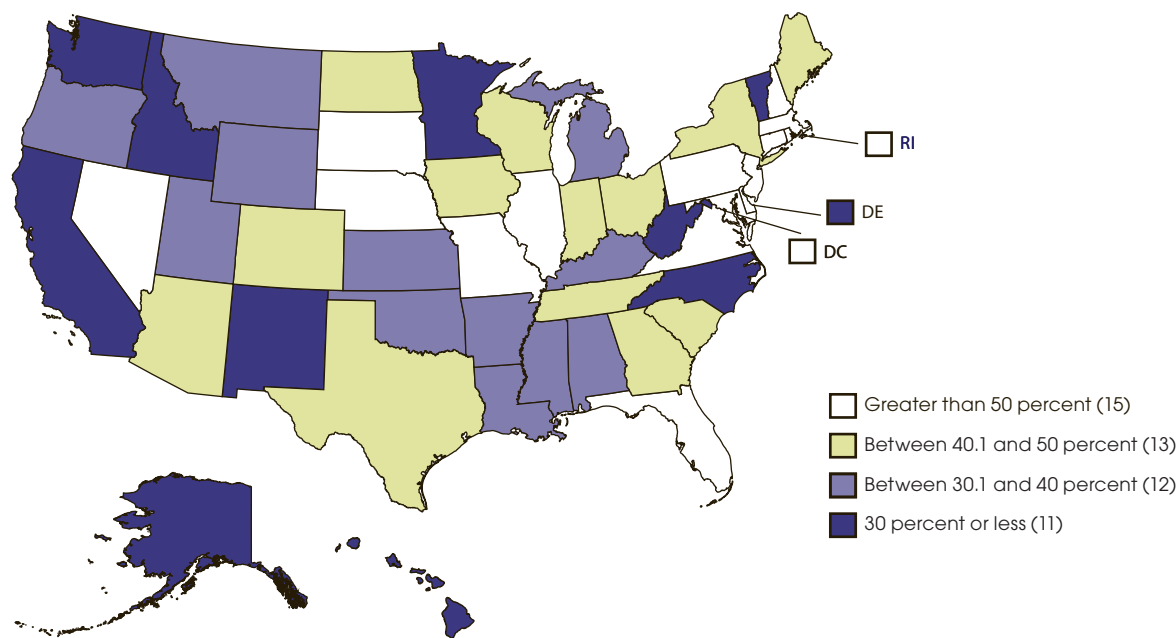 RI
DE
DC
Greater than 50 percent (15)
Between 40.1 and 50 percent (13)
Between 30.1 and 40 percent (12)
30 percent or less (11)